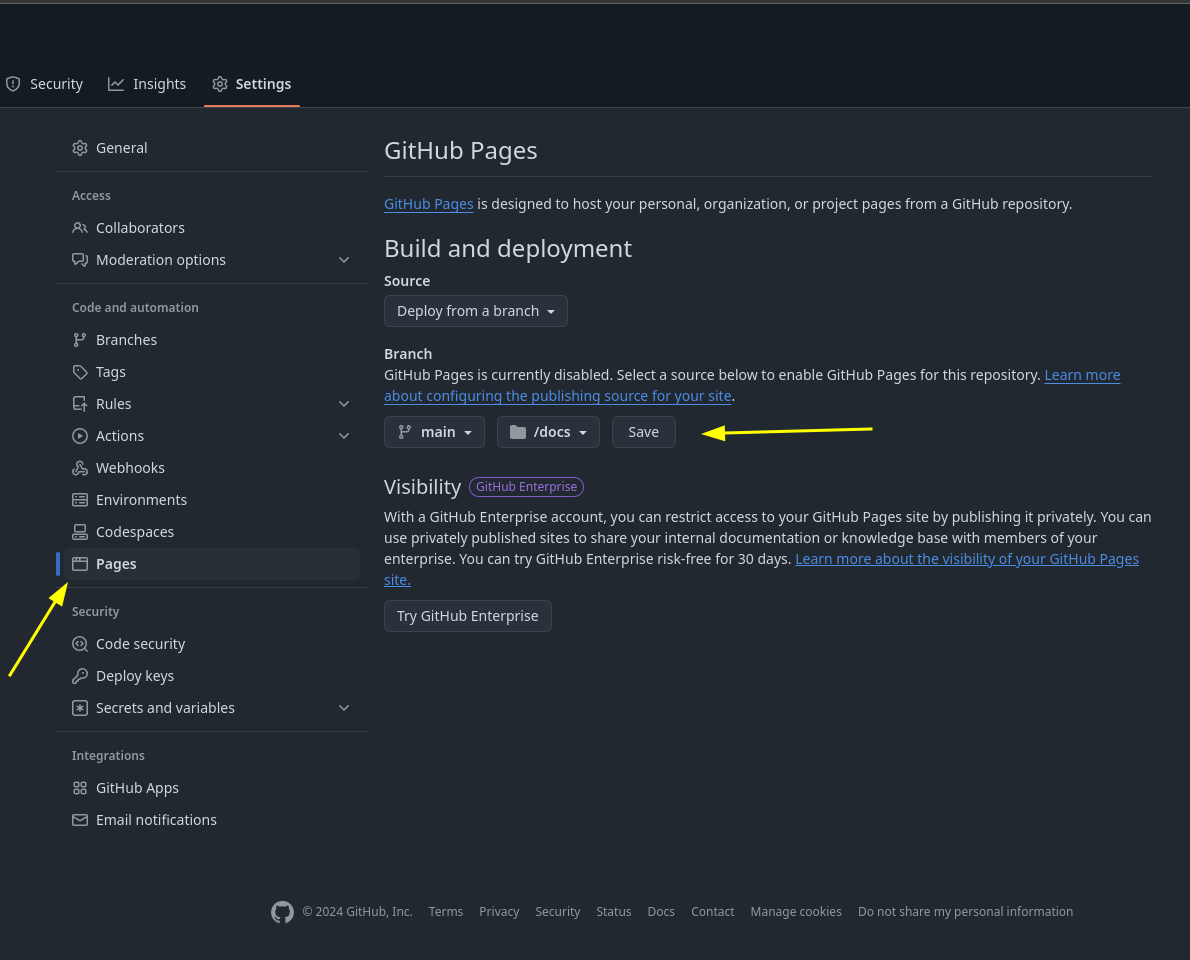 Security Insights Settings
General
Access
Collaborators
Moderation options
Code and automation
Branches
Tags
Rules
Actions
Webhooks
Environments
Codespaces
Pages
Security
Code security
Deploy keys
Secrets and variables
Integrations
GitHub Apps
Email notifications
GitHub Pages
GitHub Pages is designed to host your personal, organization, or project pages from a GitHub repository.
Build and deployment
Source
Deploy from a branch
Branch
GitHub Pages is currently disabled. Select a source below to enable GitHub Pages for this repository. Learn more
about configuring the publishing source for your site.
main /docs Save
Visibility GitHub Enterprise
With a GitHub Enterprise account, you can restrict access to your GitHub Pages site by publishing it privately. You can
use privately published sites to share your internal documentation or knowledge base with members of your
enterprise. You can try GitHub Enterprise risk-free for 30 days. Learn more about the visibility of your GitHub Pages
site.
Try GitHub Enterprise
© 2024 GitHub, Inc. Terms Privacy Security Status Docs Contact Manage cookies Do not share my personal information